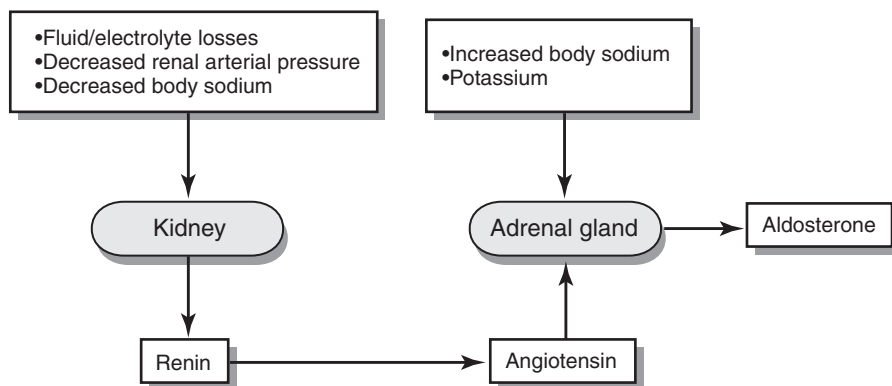 •Fluid/electrolyte losses
•Decreased renal arterial pressure
•Decreased body sodium
•Increased body sodium
•Potassium
Kidney
Adrenal gland
Aldosterone
Renin
Angiotensin